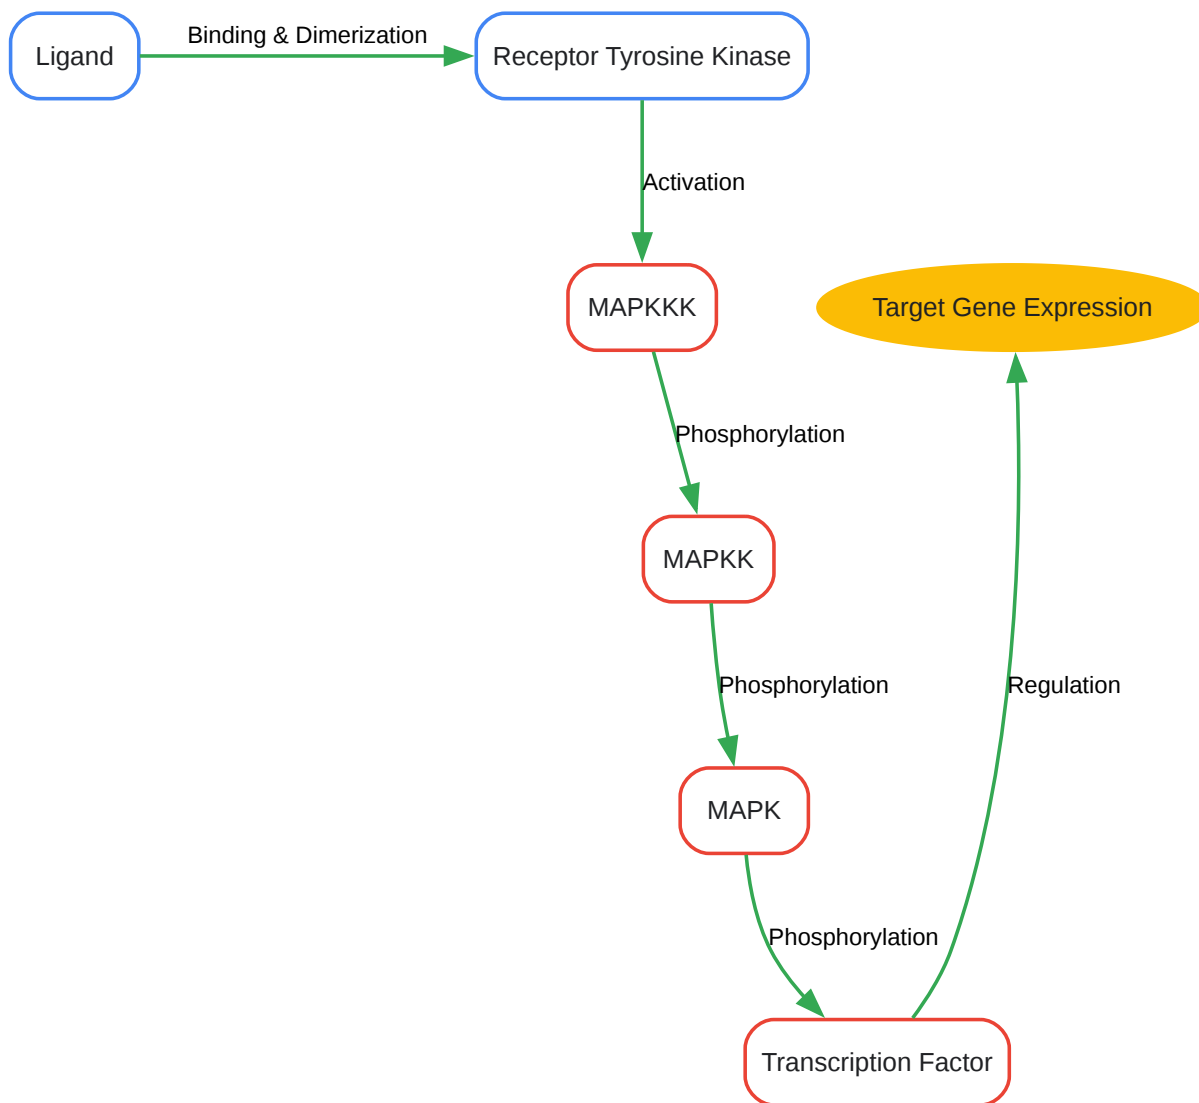 Binding & Dimerization
Ligand
Receptor Tyrosine Kinase
Activation
MAPKKK
Target Gene Expression
Phosphorylation
MAPKK
Phosphorylation
Regulation
MAPK
Phosphorylation
Transcription Factor